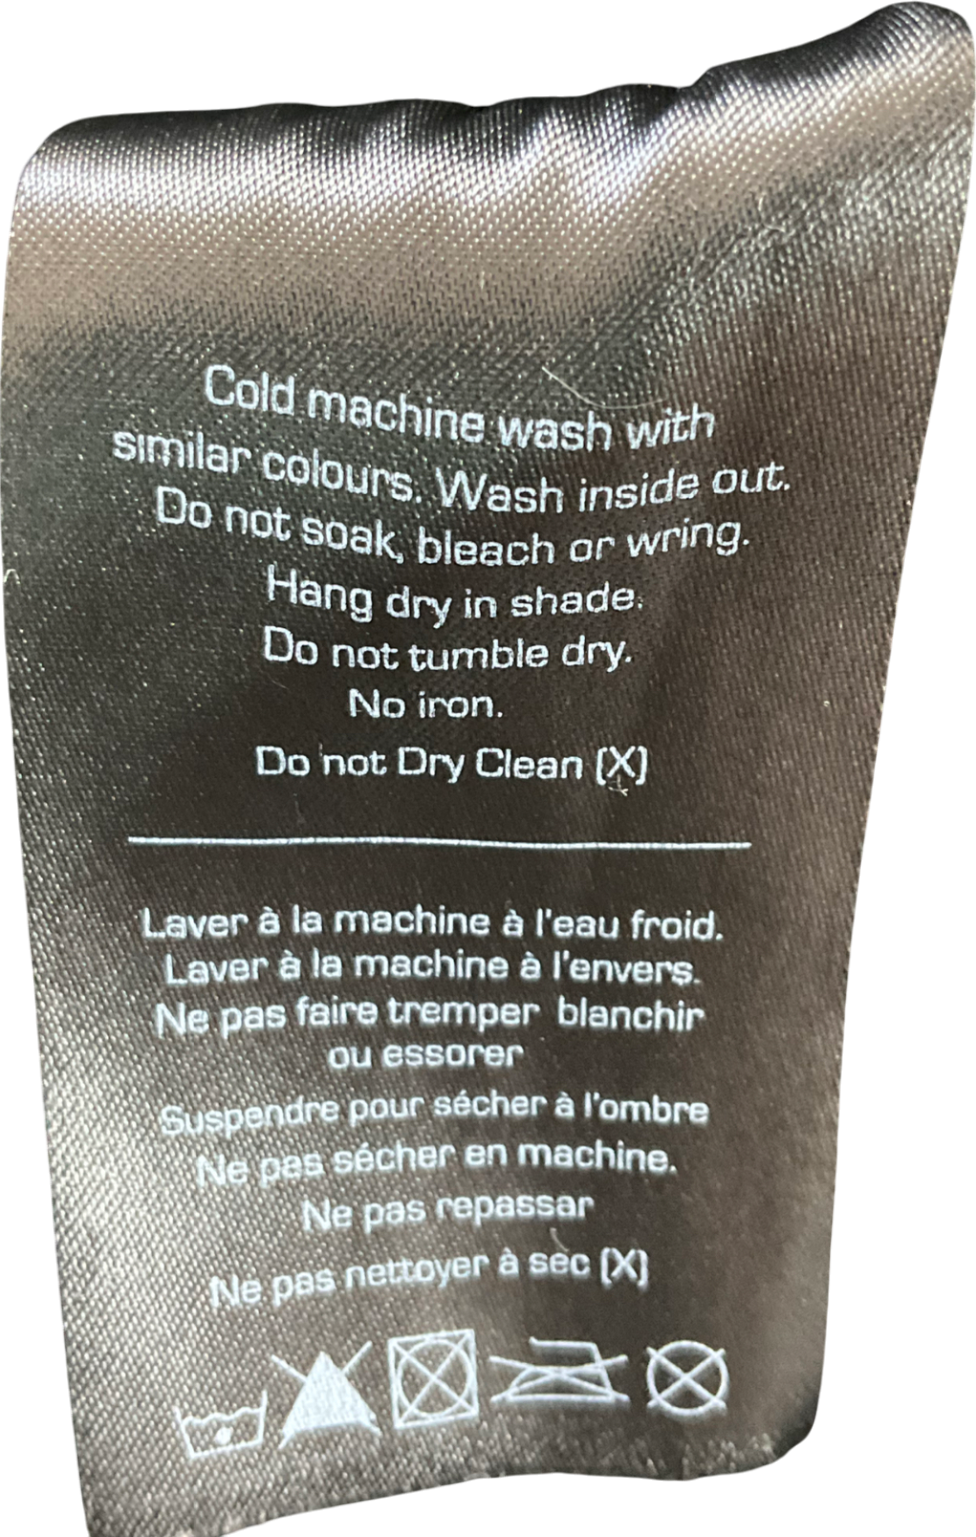 Cold machine wash with
similar colours. Wash inside out.
Do not soak, bleach or wring.
Hang dry in shade.
Do not tumble dry.
No iron.
Do not Dry Clean (X)
Laver à la machine à l'eau froid.
Laver à la machine à l'envers.
Ne pas faire tremper blanchir
ou essorer
Suspendre pour sécher à l'ombre
Ne pas sécher en machine.
Ne pas repassar
Ne pas nettoyer à sec (X)